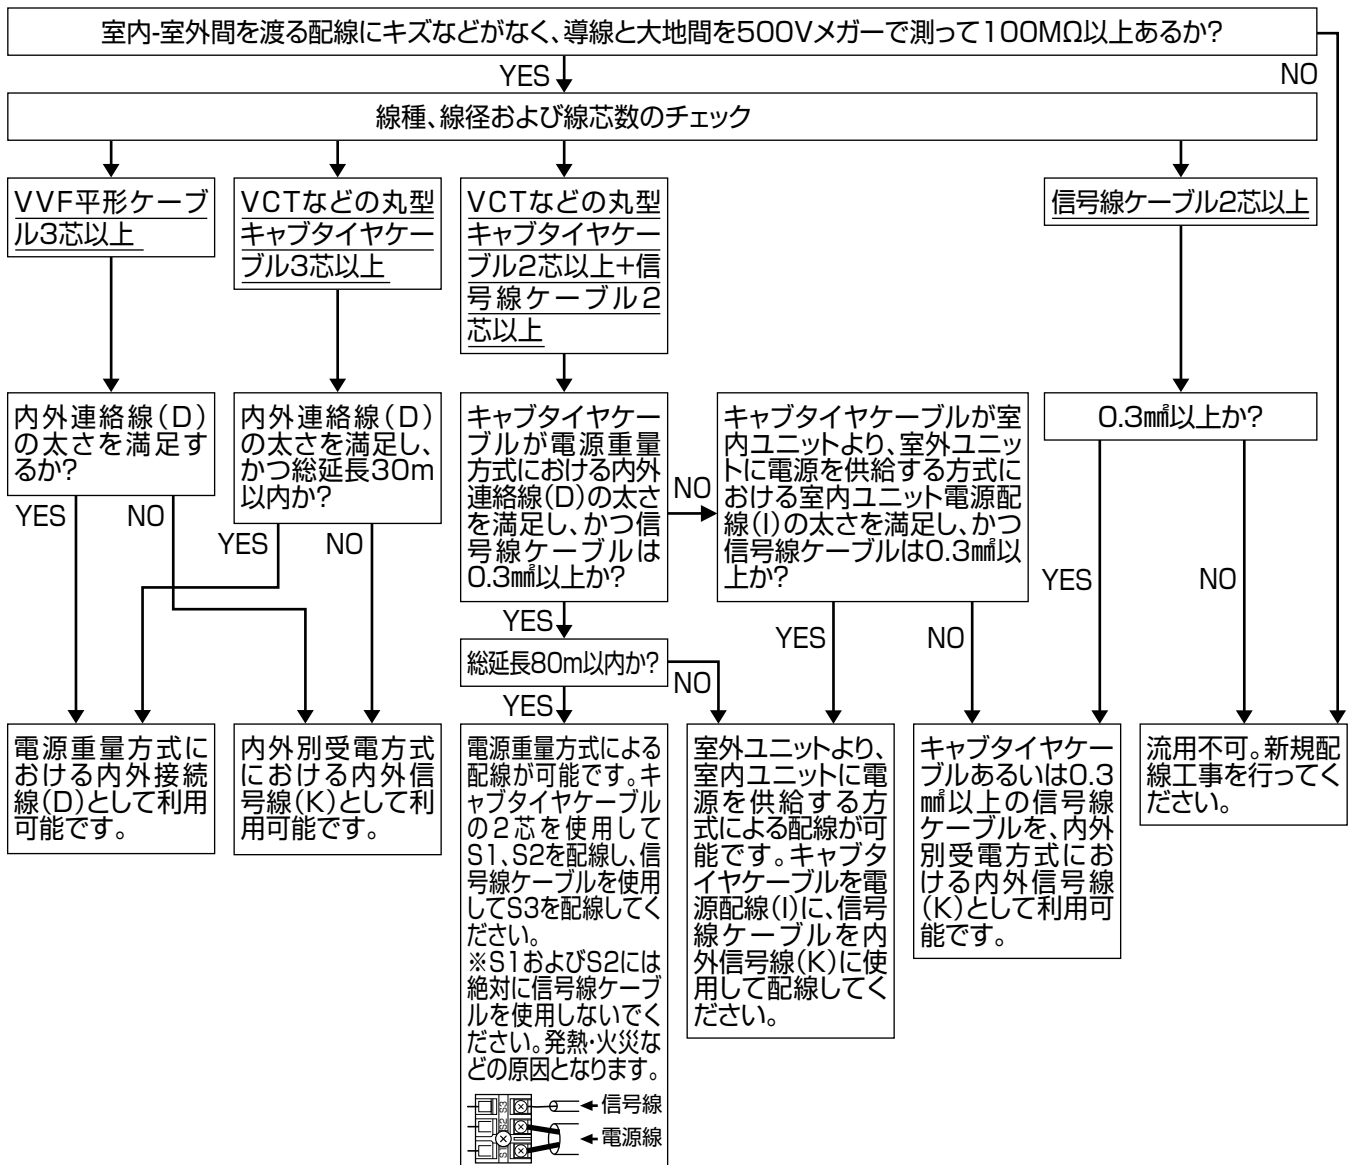 室内-室外間を渡る配線にキズなどがなく、導線と大地間を500Vメガーで測って100MΩ以上あるか?
YES
NO
線種、線径および線芯数のチェック
VVF平形ケーブ
ル3芯以上
VCTなどの丸型
キャブタイヤケー
ブル3芯以上
VCTなどの丸型
キャブタイヤケー
ブル2芯以上+信
号線ケーブル2
芯以上
信号線ケーブル2芯以上
内外連絡線(D)
の太さを満足す
るか?
内外連絡線(D)
の太さを満足し、
かつ総延長30m
以内か?
キャブタイヤケー
ブルが電源重量
方式における内外
連絡線(D)の太さ
を満足し、かつ信
号線ケーブルは
0.3㎟以上か?
NO
キャブタイヤケーブルが室
内ユニットより、室外ユニッ
トに電源を供給する方式に
おける室内ユニット電源配
線(I)の太さを満足し、かつ
信号線ケーブルは0.3㎟以
上か?
0.3㎟以上か?
YES
NO
YES
NO
YES
NO
YES
NO
YES
総延長80m以内か?
NO
YES
電源重量方式に
おける内外接続
線(D)として利用
可能です。
内外別受電方式
における内外信
号線(K)として利
用可能です。
電源重量方式による
配線が可能です。キ
ャブタイヤケーブル
の2芯を使用して
S1、S2を配線し、信
号線ケーブルを使用
してS3を配線してく
ださい。
※S1およびS2には
絶対に信号線ケーブ
ルを使用しないでく
ださい。発熱・火災な
どの原因となります。
S3
信号線
S2
電源線
S1
室外ユニットより、
室内ユニットに電
源を供給する方
式による配線が可
能です。キャブタ
イヤケーブルを電
源配線(I)に、信号
線ケーブルを内
外信号線(K)に使
用して配線してく
ださい。
キャブタイヤケー
ブルあるいは0.3
㎟以上の信号線
ケーブルを、内外
別受電方式にお
ける内外信号線
(K)として利用可
能です。
流用不可。新規配
線工事を行ってく
ださい。